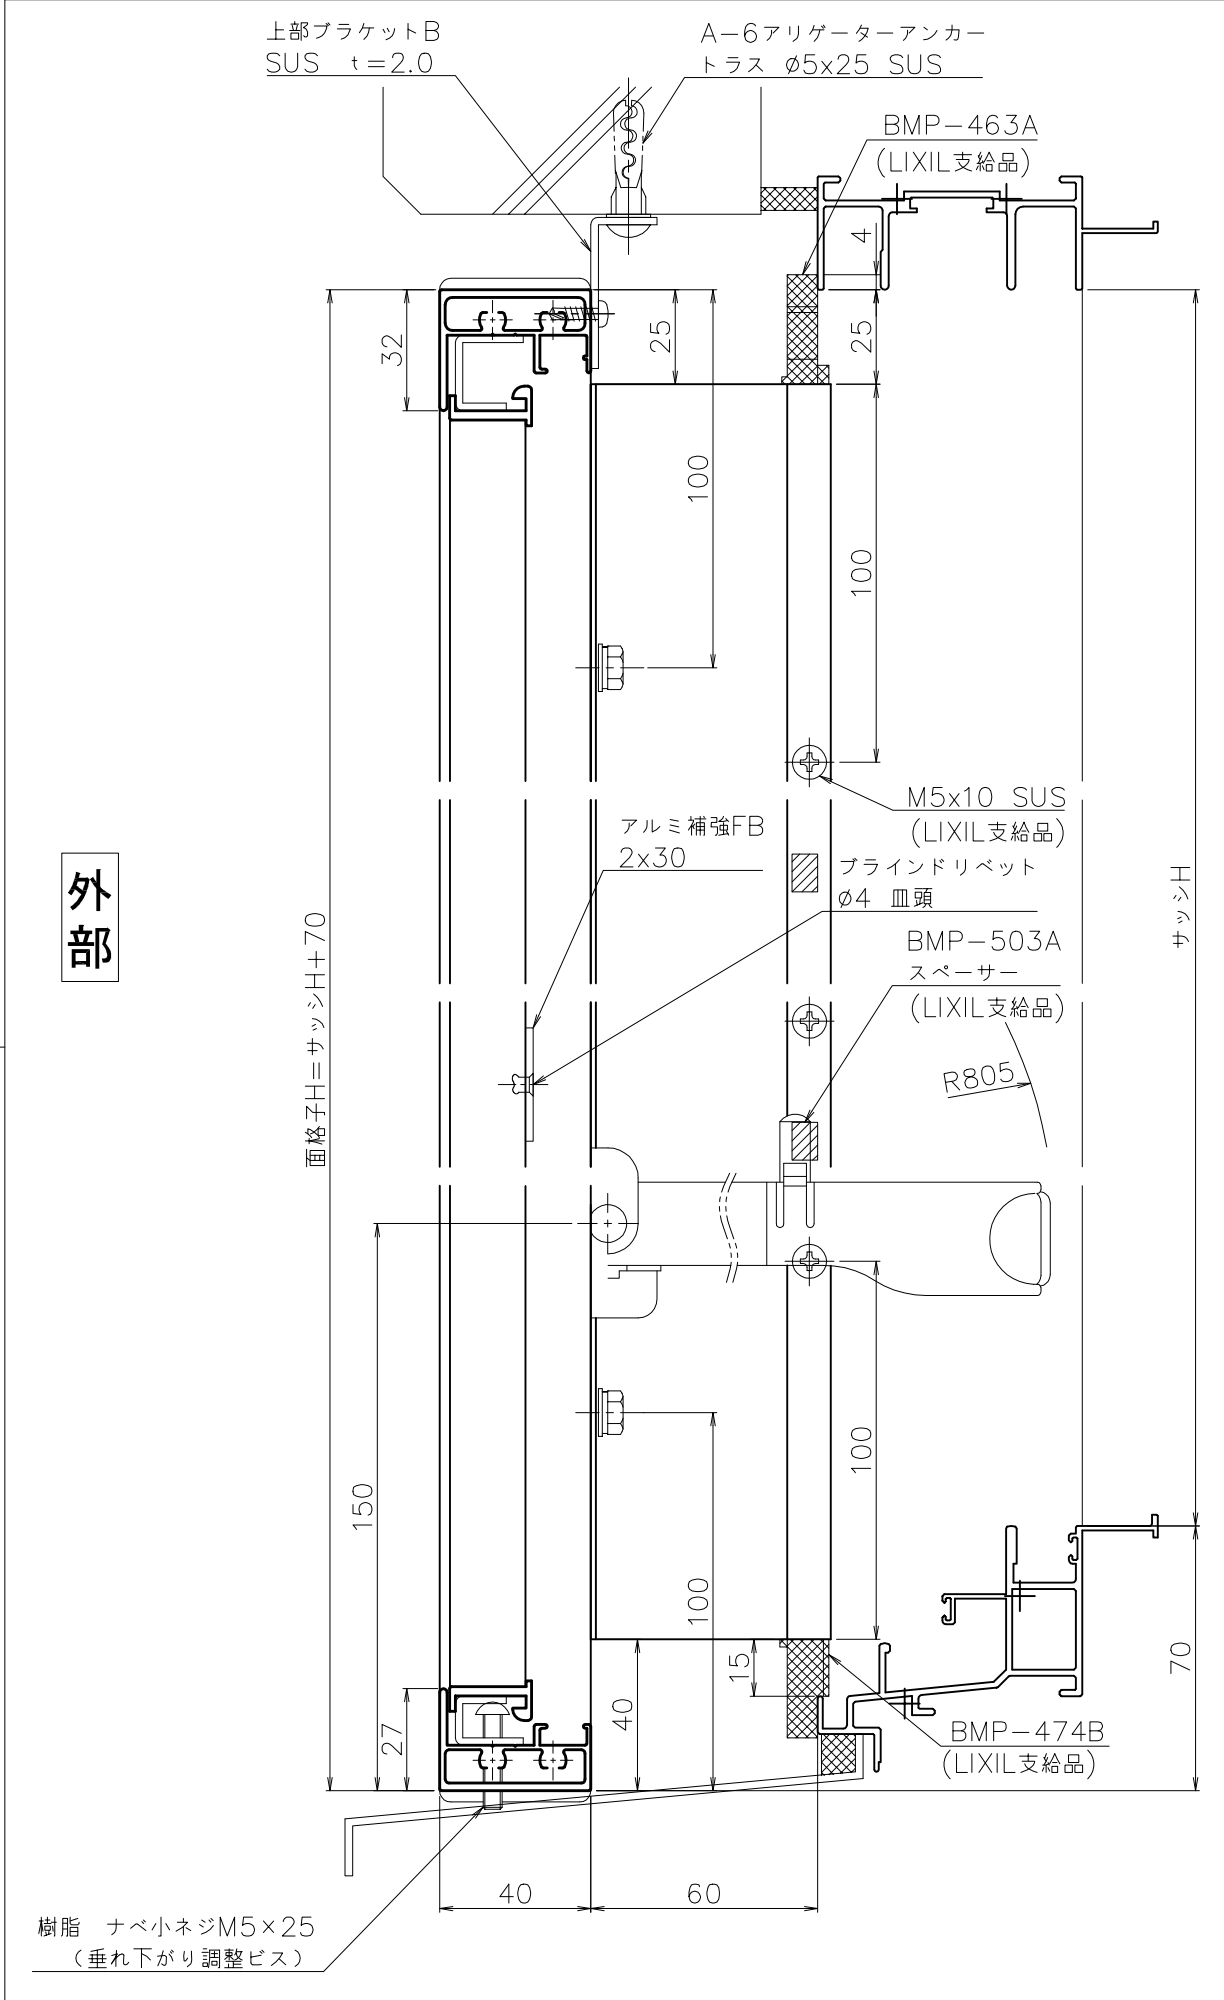 上部ブラケットB
SUS t=2.0
A-6アリゲーターアンカー
トラス ø5x25 SUS
BMP-463A
(LIXIL支給品)
4
32
25
25
100
100
M5x10 SUS
(LIXIL支給品)
アルミ補強FB
2x30
ブラインドリベット
ø4 皿頭
外部
BMP-503A
スペーサー
(LIXIL支給品)
面格子H=サッシH+70
サッシH
R805
150
100
100
15
40
27
70
BMP-474B
(LIXIL支給品)
40
60
樹脂 ナベ小ネジM5×25
(垂れ下がり調整ビス)